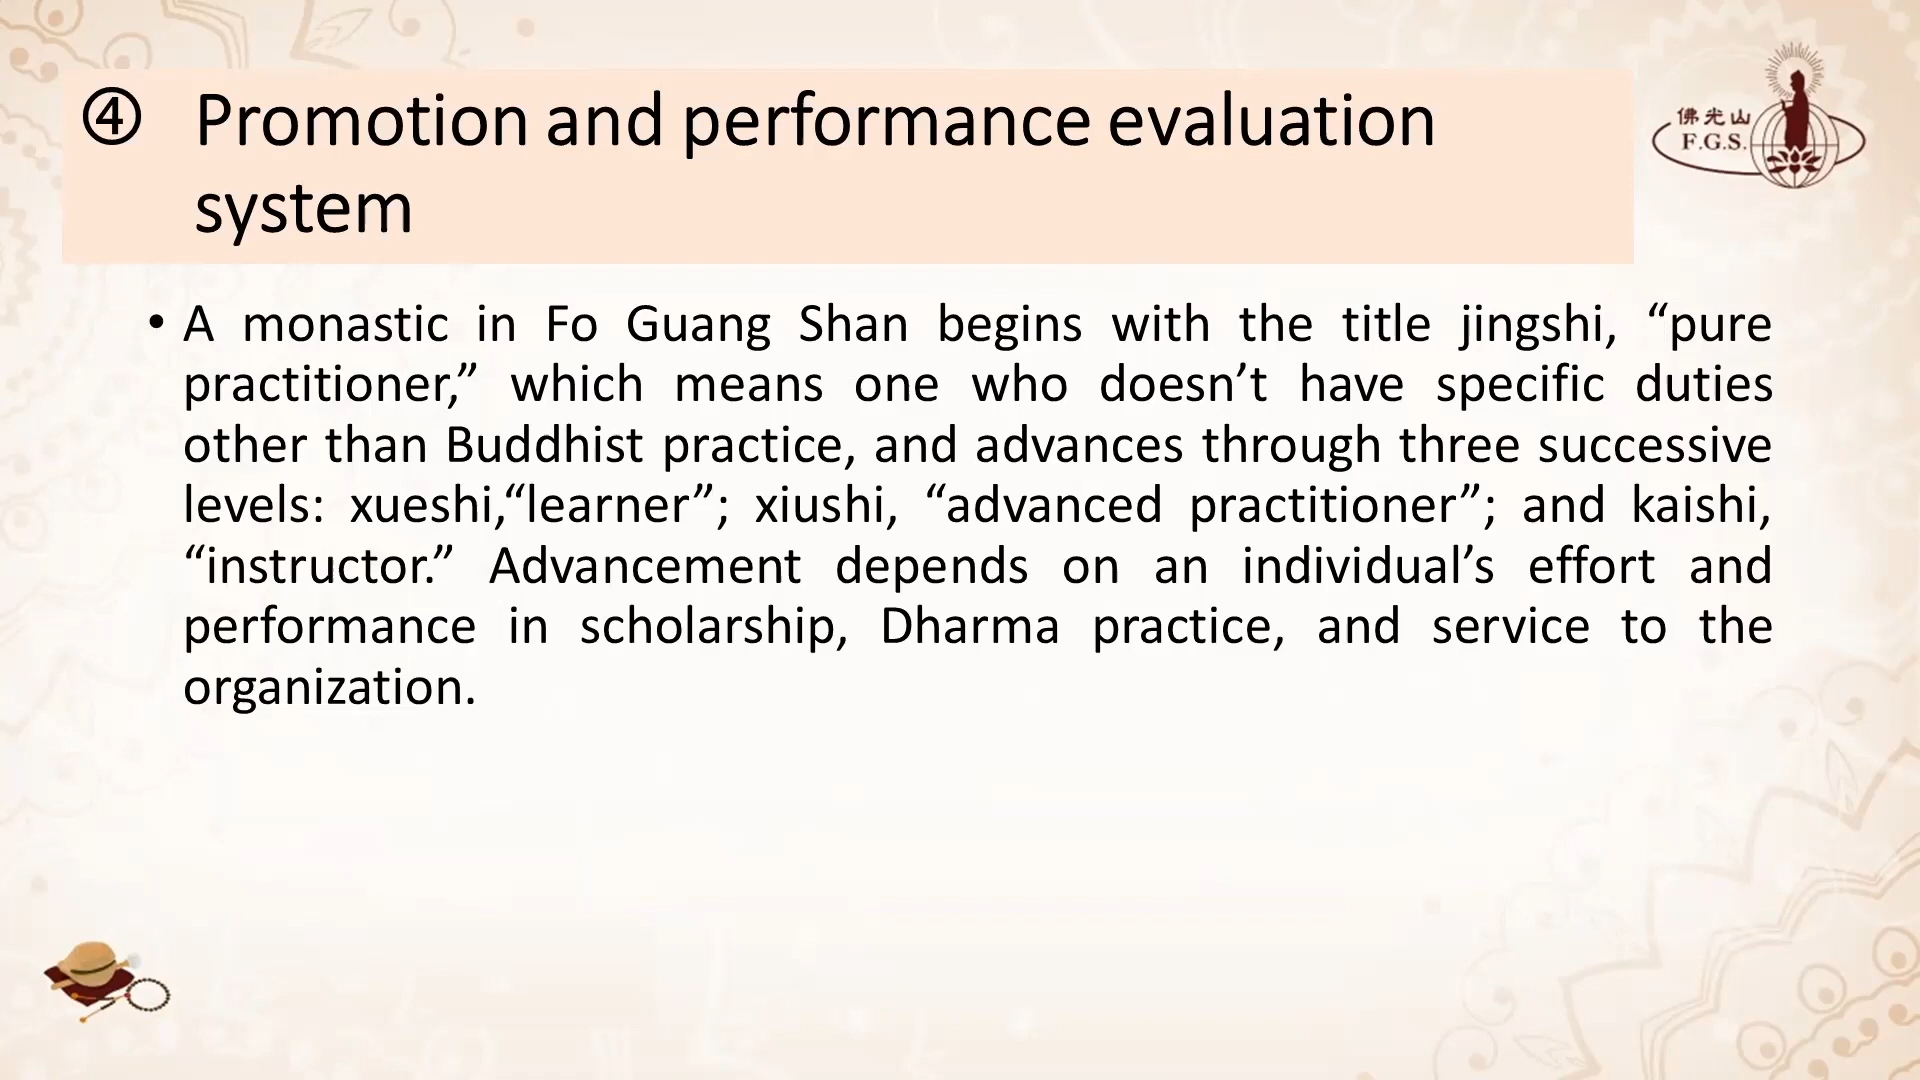 ④ Promotion and performance evaluation
system
佛光山
F.G.S.
• A monastic in Fo Guang Shan begins with the title jingshi, “pure
practitioner,” which means one who doesn’t have specific duties
other than Buddhist practice, and advances through three successive
levels: xueshi,“learner”; xiushi, “advanced practitioner”; and kaishi,
“instructor.” Advancement depends on an individual’s effort and
performance in scholarship, Dharma practice, and service to the
organization.